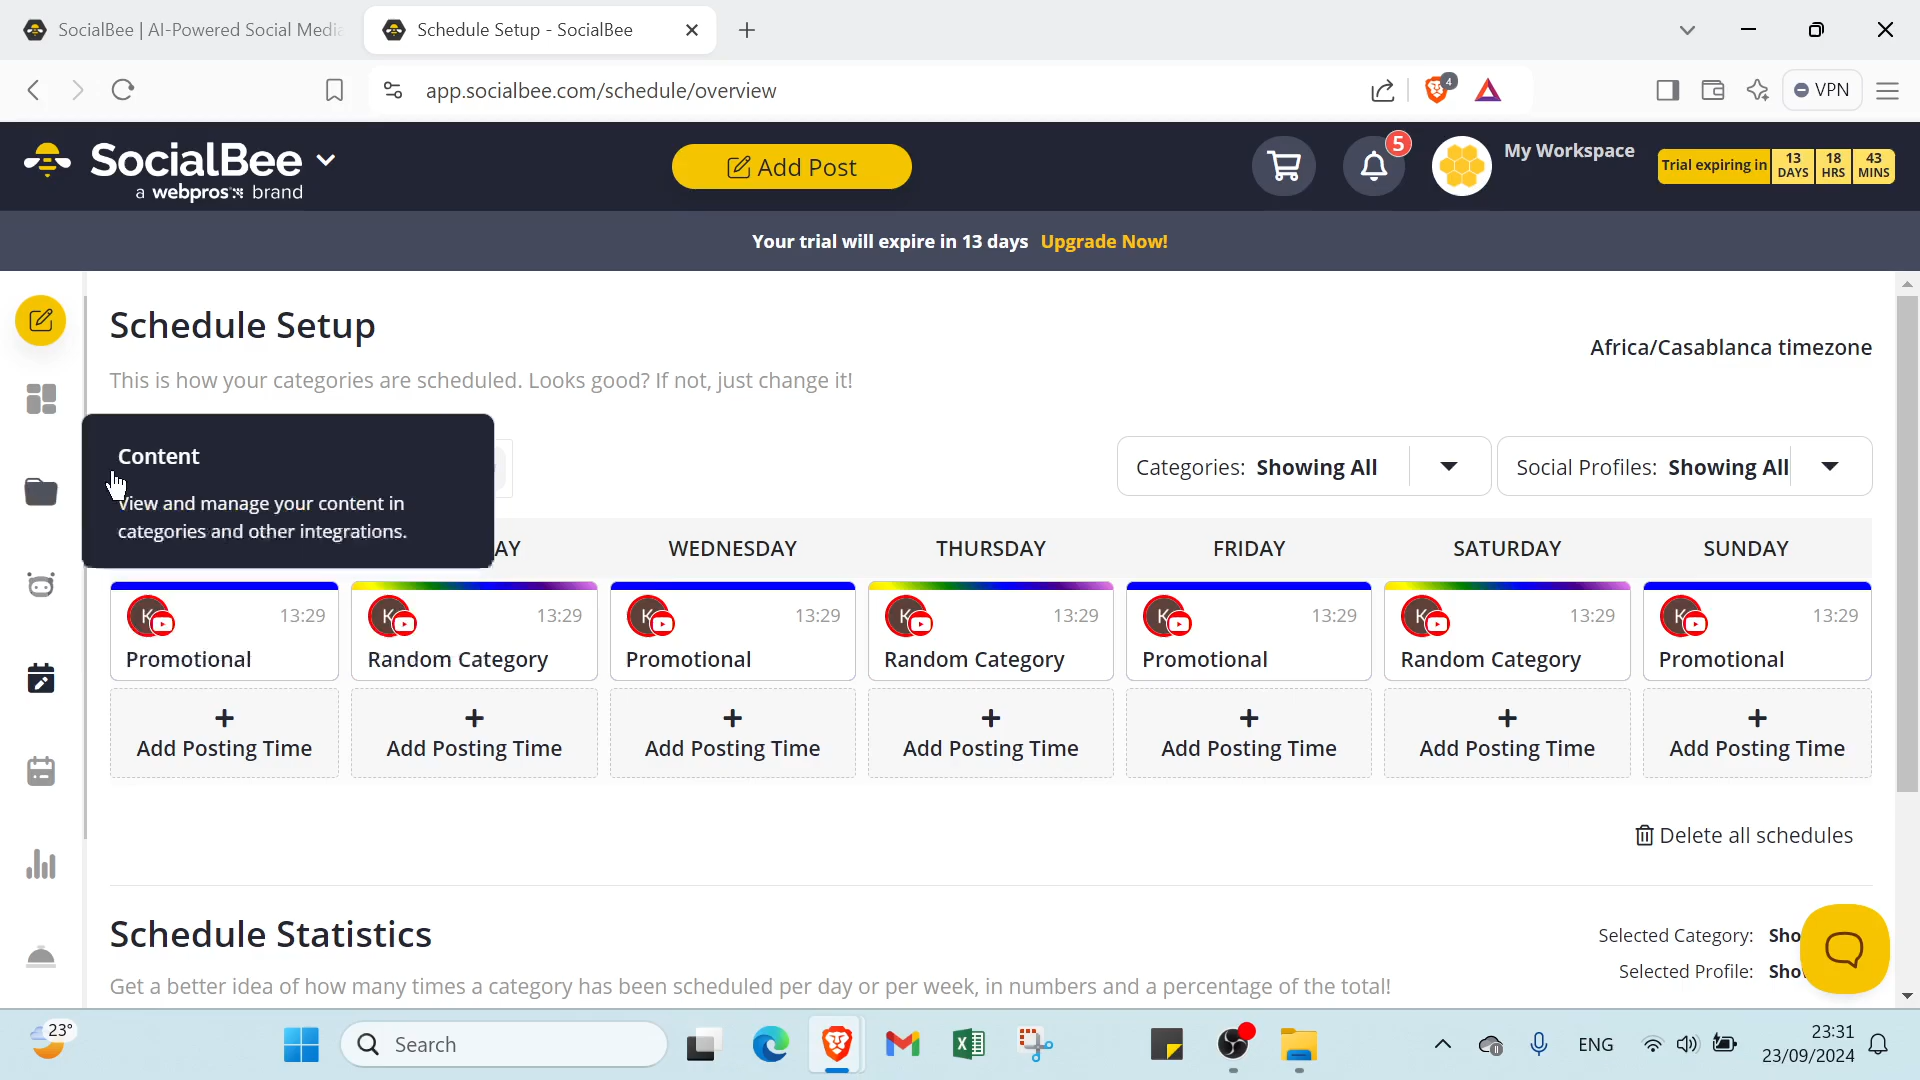 SocialBee | AI-Powered Social Media
Schedule Setup - SocialBee
app.socialbee.com/schedule/overview
4
VPN
SocialBee
a webpros brand
Add Post
5
My Workspace
Trial expiring in 13 DAYS 18 HRS 43 MINS
Your trial will expire in 13 days Upgrade Now!
Schedule Setup
Africa/Casablanca timezone
This is how your categories are scheduled. Looks good? If not, just change it!
Content
View and manage your content in
categories and other integrations.
Categories: Showing All
Social Profiles: Showing All
AY WEDNESDAY THURSDAY FRIDAY SATURDAY SUNDAY
K 13:29 K 13:29 K 13:29 K 13:29 K 13:29 K 13:29 K 13:29
Promotional Random Category Promotional Random Category Promotional Random Category Promotional
+ + + + + + +
Add Posting Time Add Posting Time Add Posting Time Add Posting Time Add Posting Time Add Posting Time Add Posting Time
Delete all schedules
Schedule Statistics
Selected Category: Sho
Selected Profile: Sho
Get a better idea of how many times a category has been scheduled per day or per week, in numbers and a percentage of the total!
23°
Search
ENG
23:31
23/09/2024